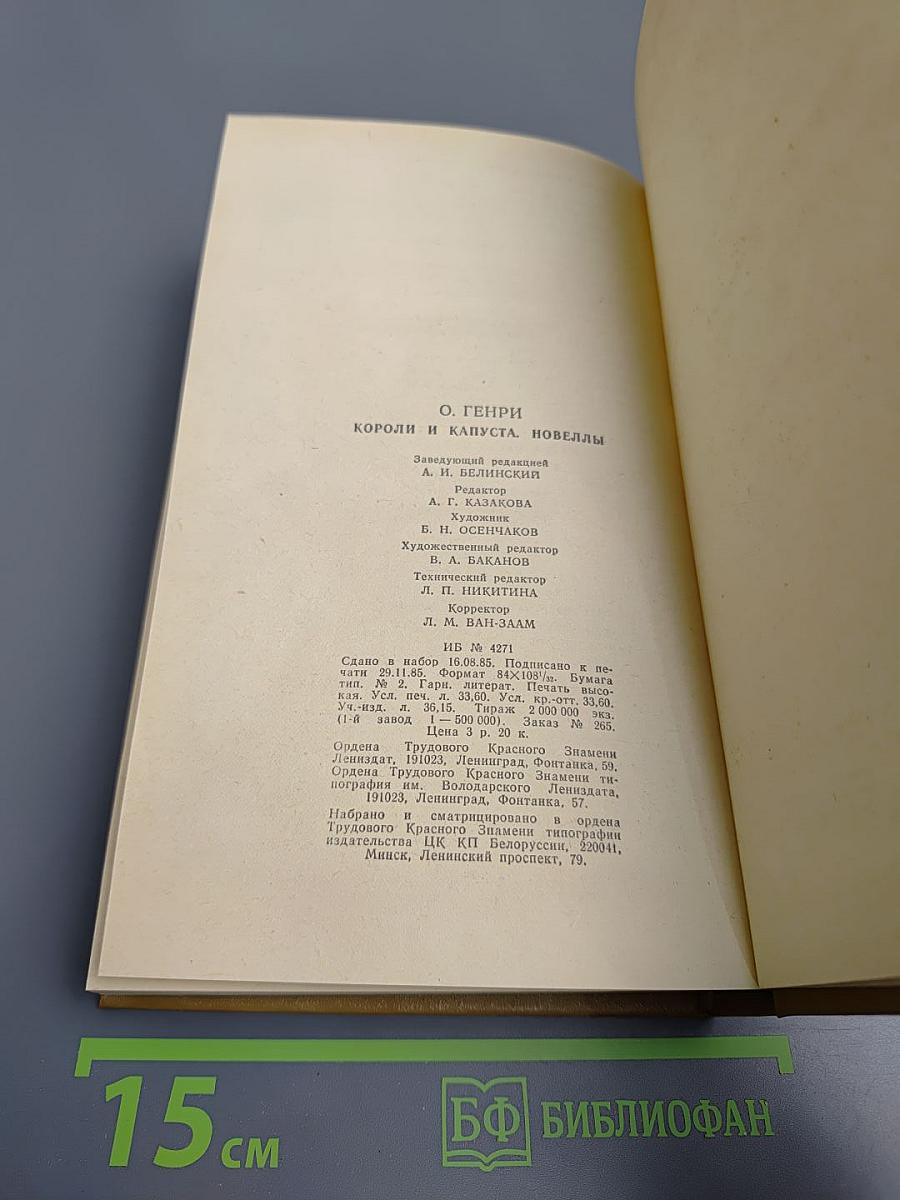 О. ГЕНРИ
КОРОЛИ И КАПУСТА. НОВЕЛЛЫ
Заведующий редакцией
А. И. БЕЛИНСКИЙ
Редактор
А. Г. КАЗАКОВА
Художник
Б. Н. ОСЕНЧАКОВ
Художественный редактор
В. А. БАКАНОВ
Технический редактор
Л. П. НИКИТИНА
Корректор
Л. М. ВАН-ЗААМ
ИБ № 4271
Сдано в набор 16.08.85. Подписано к пе-
чати 29.11.85. Формат 84×108¹/₃₂. Бумага
тип. № 2. Гарн. литерат. Печать высо-
кая. Усл. печ. л. 33,60. Усл. кр.-отт. 33,60.
Уч.-изд. л. 36,15. Тираж 2 000 000 экз.
(1-й завод 1—500 000). Заказ № 265.
Цена 3 р. 20 к.
Ордена Трудового Красного Знамени
Лениздат, 191023, Ленинград, Фонтанка, 59.
Ордена Трудового Красного Знамени ти-
пография им. Володарского Лениздата,
191023, Ленинград, Фонтанка, 57.
Набрано и сматрицировано в ордена
Трудового Красного Знамени типографии
издательства ЦК КП Белоруссии, 220041,
Минск, Ленинский проспект, 79.
15 см
БФ БИБЛИОФАН